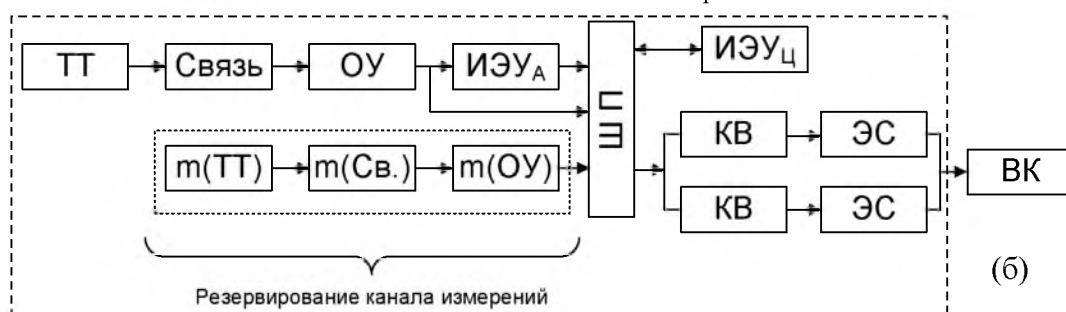 ТТ
Связь
ОУ
ИЭУА
Ш П
ИЭУЦ
m(ТТ)
m(Св.)
m(ОУ)
КВ
ЭС
КВ
ЭС
ВК
Резервирование канала измерений
(б)